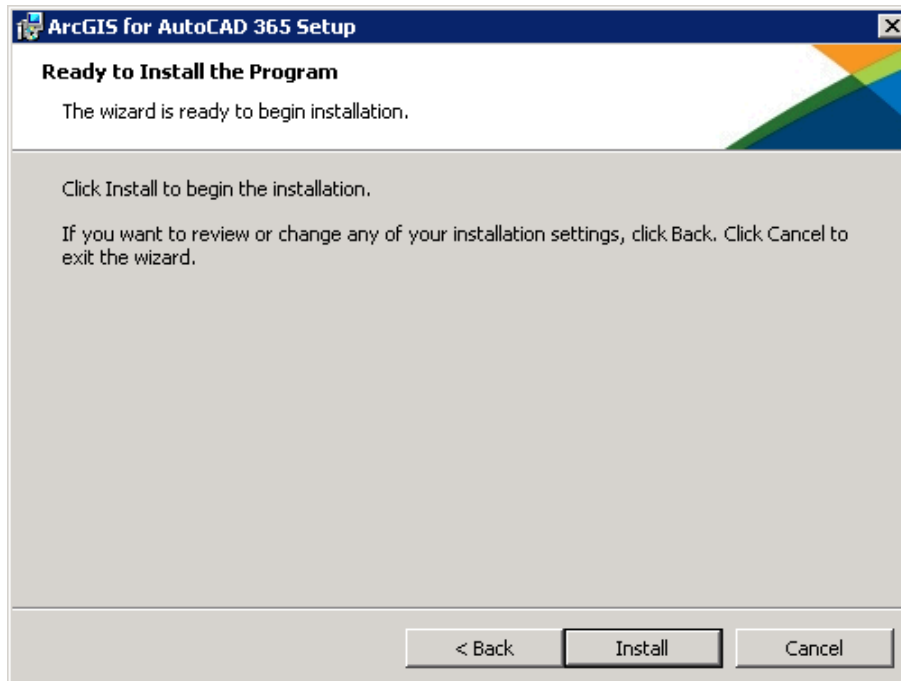 ArcGIS for AutoCAD 365 Setup
Ready to Install the Program
The wizard is ready to begin installation.
Click Install to begin the installation.
If you want to review or change any of your installation settings, click Back. Click Cancel to
exit the wizard.
< Back Install Cancel